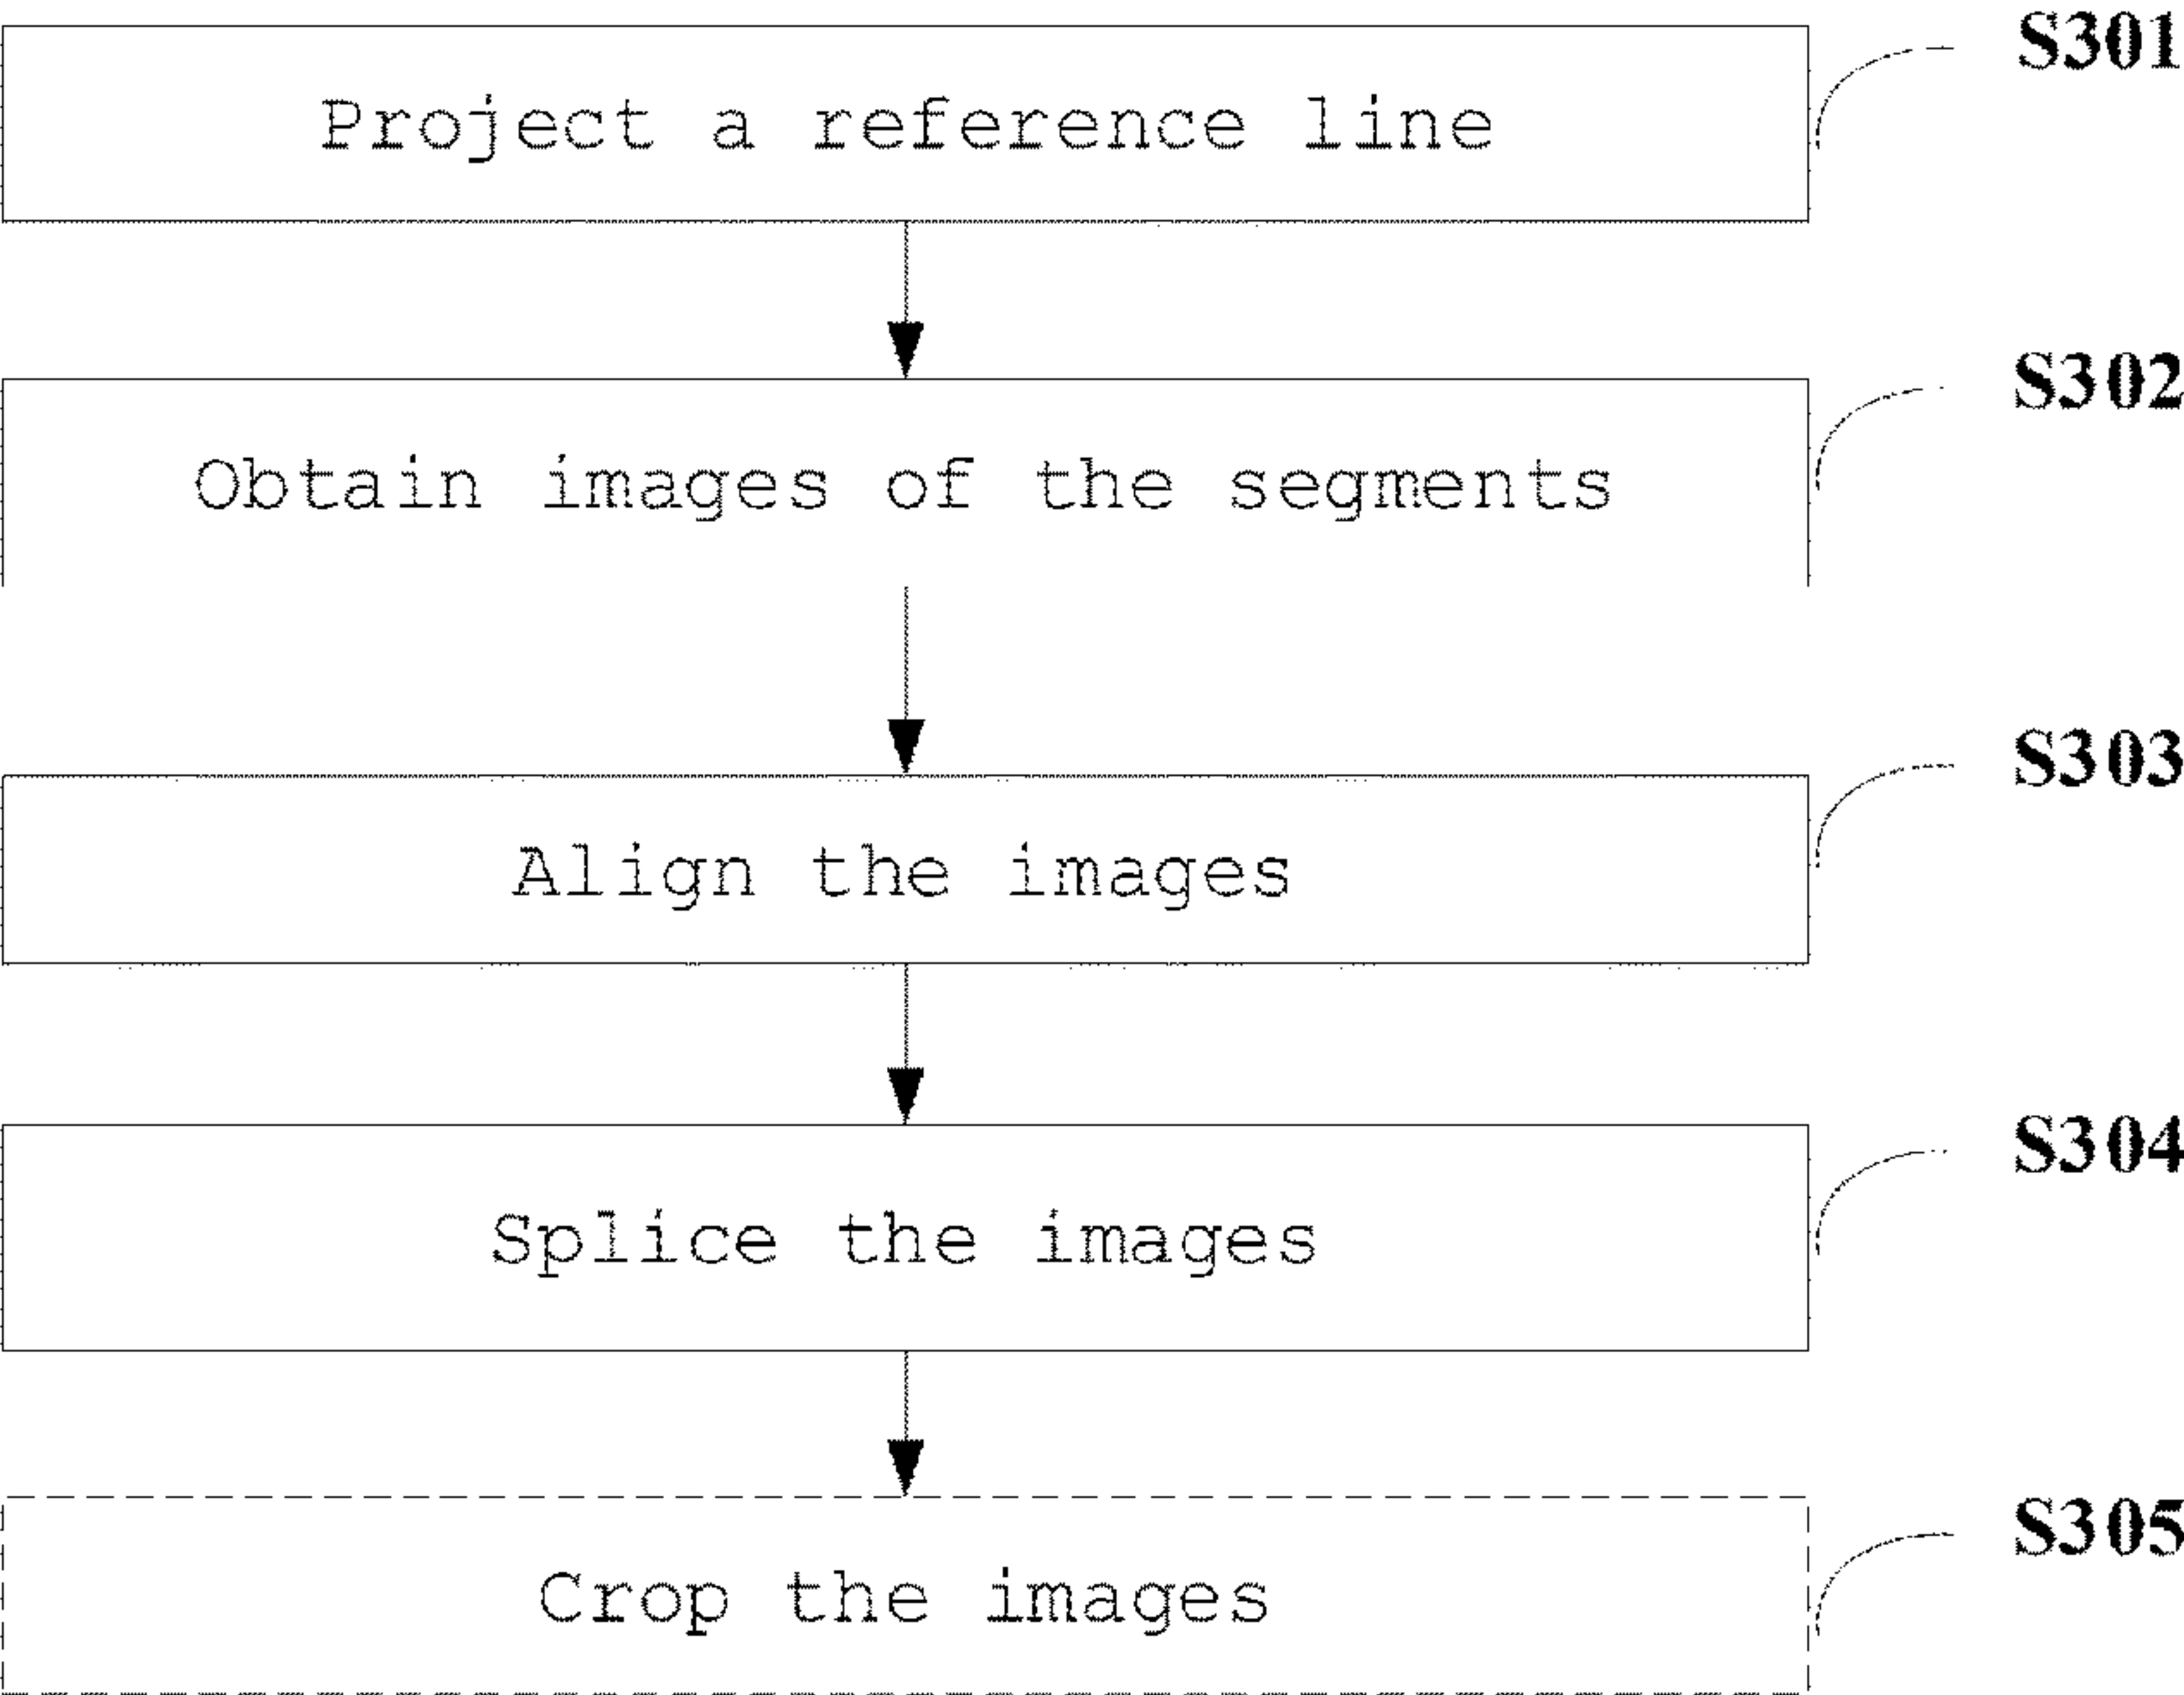 S301
Project a reference line
S302
Obtain images of the segments
S303
Align the images
S304
Splice the images
S305
Crop the images